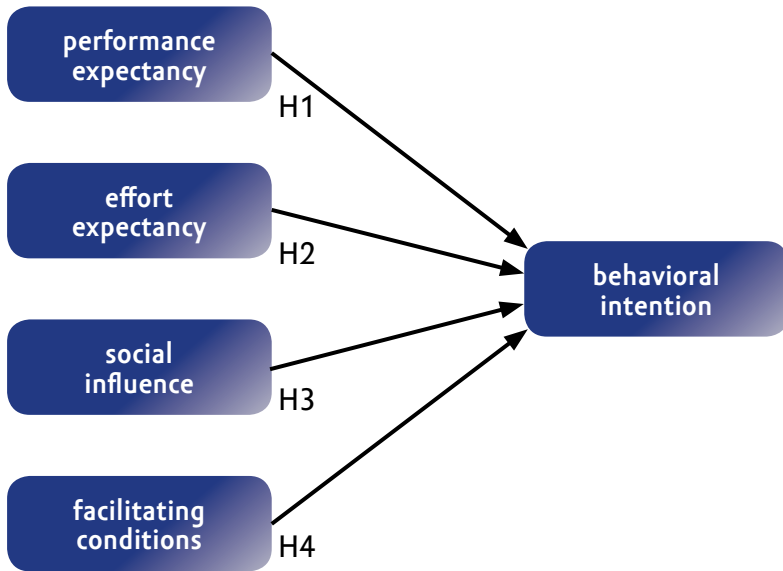 performance
expectancy
H1
effort
expectancy
H2
behavioral
intention
social
influence
H3
facilitating
conditions
H4